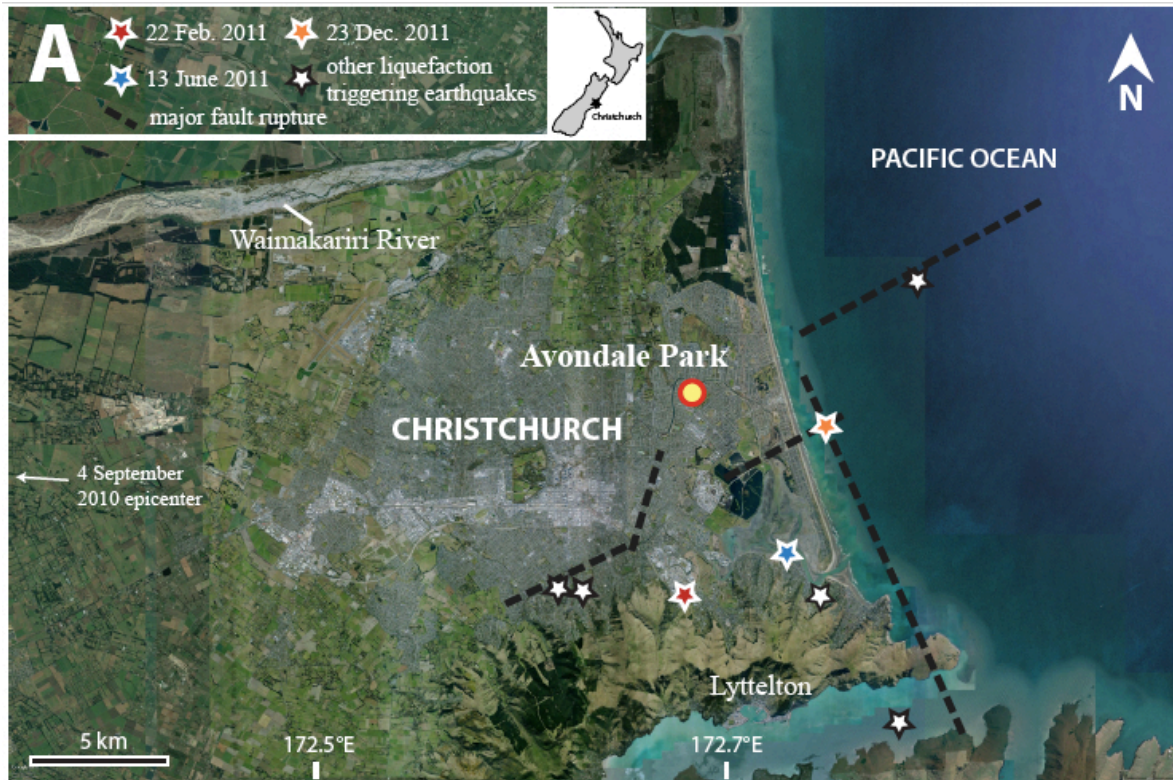 A
22 Feb. 2011
23 Dec. 2011
13 June 2011
other liquefaction
triggering earthquakes
major fault rupture
Christchurch
N
PACIFIC OCEAN
Waimakariri River
Avondale Park
CHRISTCHURCH
4 September
2010 epicenter
Lyttelton
5 km
172.5°E
172.7°E